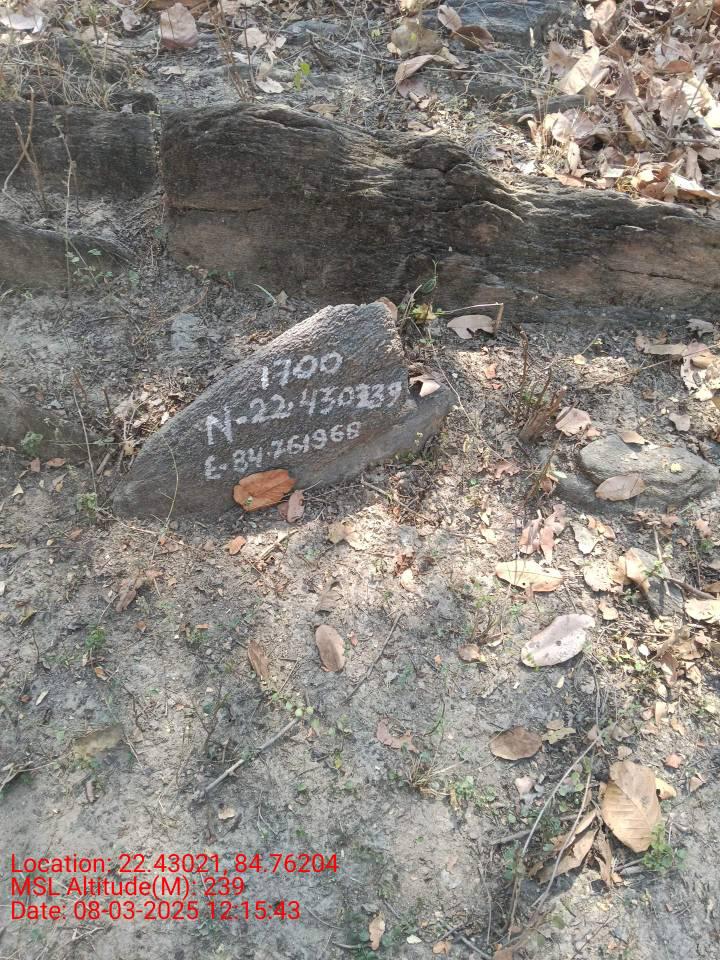 1700
N-22.430239
E-84.761968
Location: 22.43021, 84.76204
MSL Altitude(M): 239
Date: 08-03-2025 12:15:43